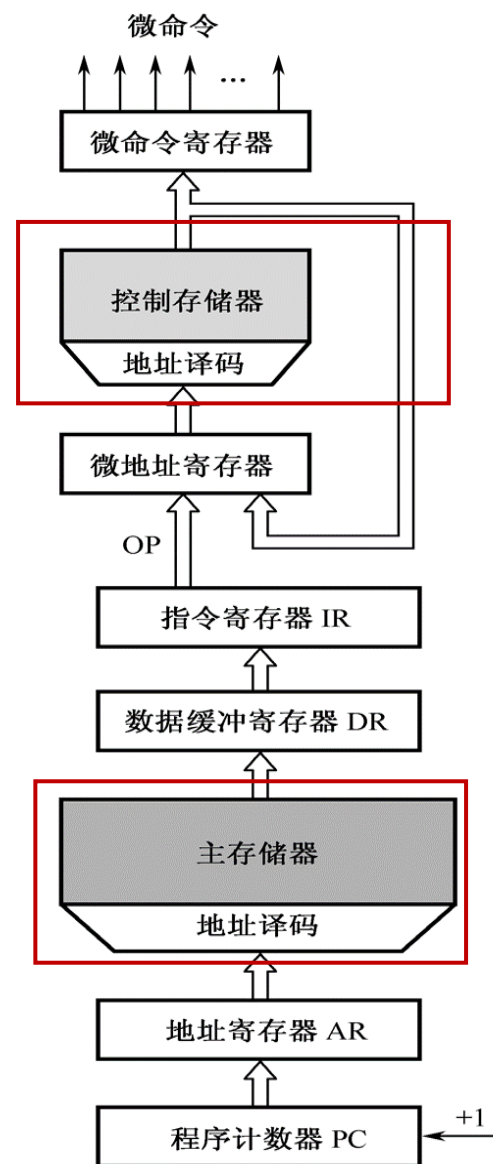 微命令
...
微命令寄存器
控制存储器
地址译码
微地址寄存器
OP
指令寄存器 IR
数据缓冲寄存器 DR
主存储器
地址译码
地址寄存器 AR
+1
程序计数器 PC